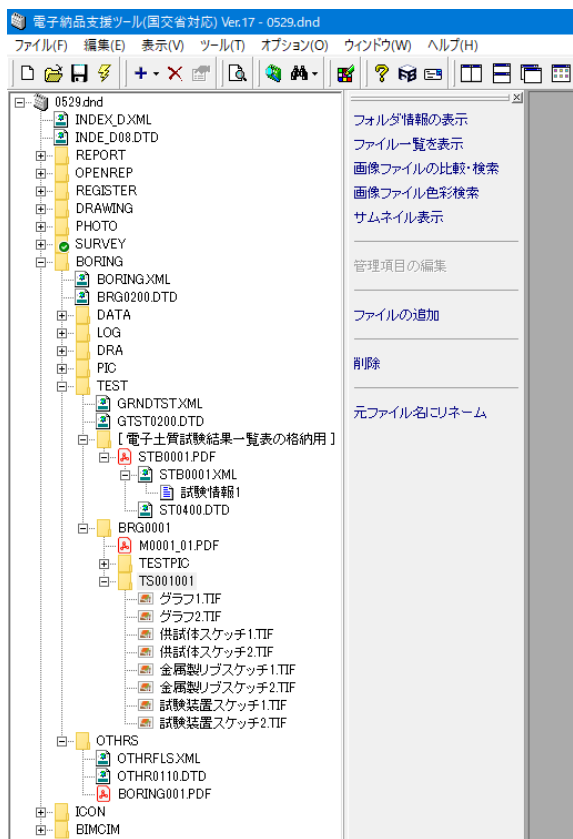 電子納品支援ツール(国交省対応) Ver.17 - 0529.dnd
ファイル(F) 編集(E) 表示(V) ツール(T) オプション(O) ウィンドウ(W) ヘルプ(H)
0529.dnd
INDEX_D.XML
INDE_D08.DTD
REPORT
OPENREP
REGISTER
DRAWING
PHOTO
SURVEY
BORING
BORING.XML
BRG0200.DTD
DATA
LOG
DRA
PIC
TEST
GRNDTST.XML
GTST0200.DTD
[電子土質試験結果一覧表の格納用]
STB0001.PDF
STB0001.XML
試験情報1
ST0400.DTD
BRG0001
M0001_01.PDF
TESTPIC
TS001001
グラフ1.TIF
グラフ2.TIF
供試体スケッチ1.TIF
供試体スケッチ2.TIF
金属製リブスケッチ1.TIF
金属製リブスケッチ2.TIF
試験装置スケッチ1.TIF
試験装置スケッチ2.TIF
OTHRS
OTHRFLS.XML
OTHR0110.DTD
BORING001.PDF
ICON
BIMCIM
フォルダ情報の表示
ファイル一覧を表示
画像ファイルの比較・検索
画像ファイル色彩検索
サムネイル表示
管理項目の編集
ファイルの追加
削除
元ファイル名にリネーム